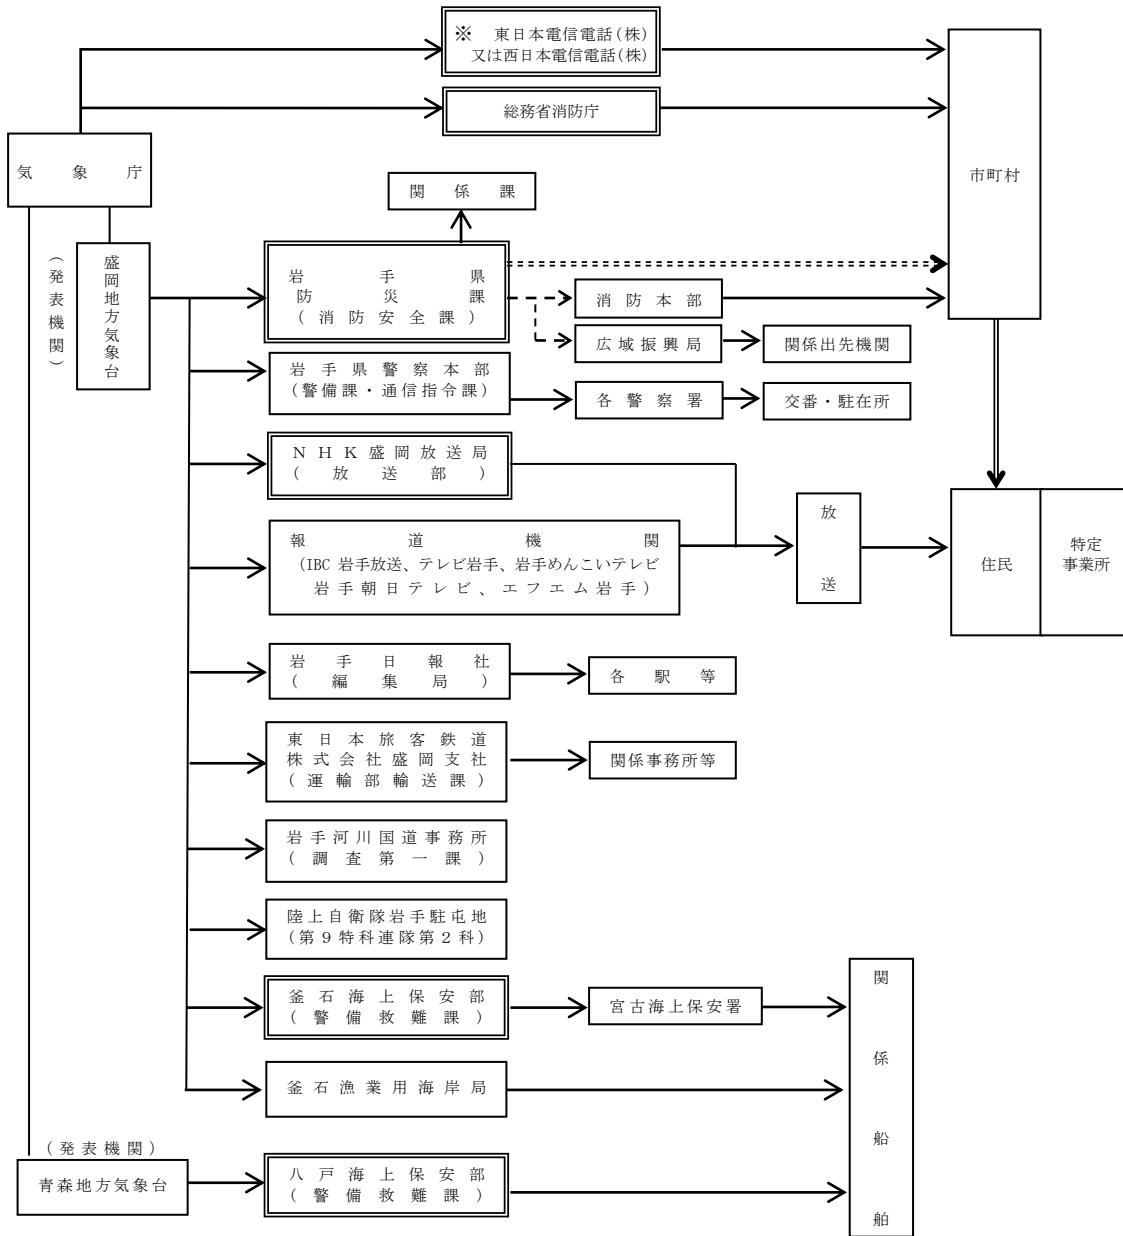 ※ 東日本電信電話(株)
又は西日本電信電話(株)
総務省消防庁
市町村
気象庁
関係課
(発表機関)
盛岡地方気象台
岩手県
防災課
(消防安全課)
消防本部
広域振興局
関係出先機関
岩手県警察本部
(警備課・通信指令課)
各警察署
交番・駐在所
NHK盛岡放送局
(放送部)
放送
報道機関
(IBC 岩手放送、テレビ岩手、岩手めんこいテレビ
岩手朝日テレビ、エフエム岩手)
住民
特定
事業所
岩手日報社
(編集局)
各駅等
東日本旅客鉄道
株式会社盛岡支社
(運輸部輸送課)
関係事務所等
岩手河川国道事務所
(調査第一課)
陸上自衛隊岩手駐屯地
(第9特科連隊第2科)
釜石海上保安部
(警備救難課)
宮古海上保安署
関係船舶
釜石漁業用海岸局
(発表機関)
青森地方気象台
八戸海上保安部
(警備救難課)